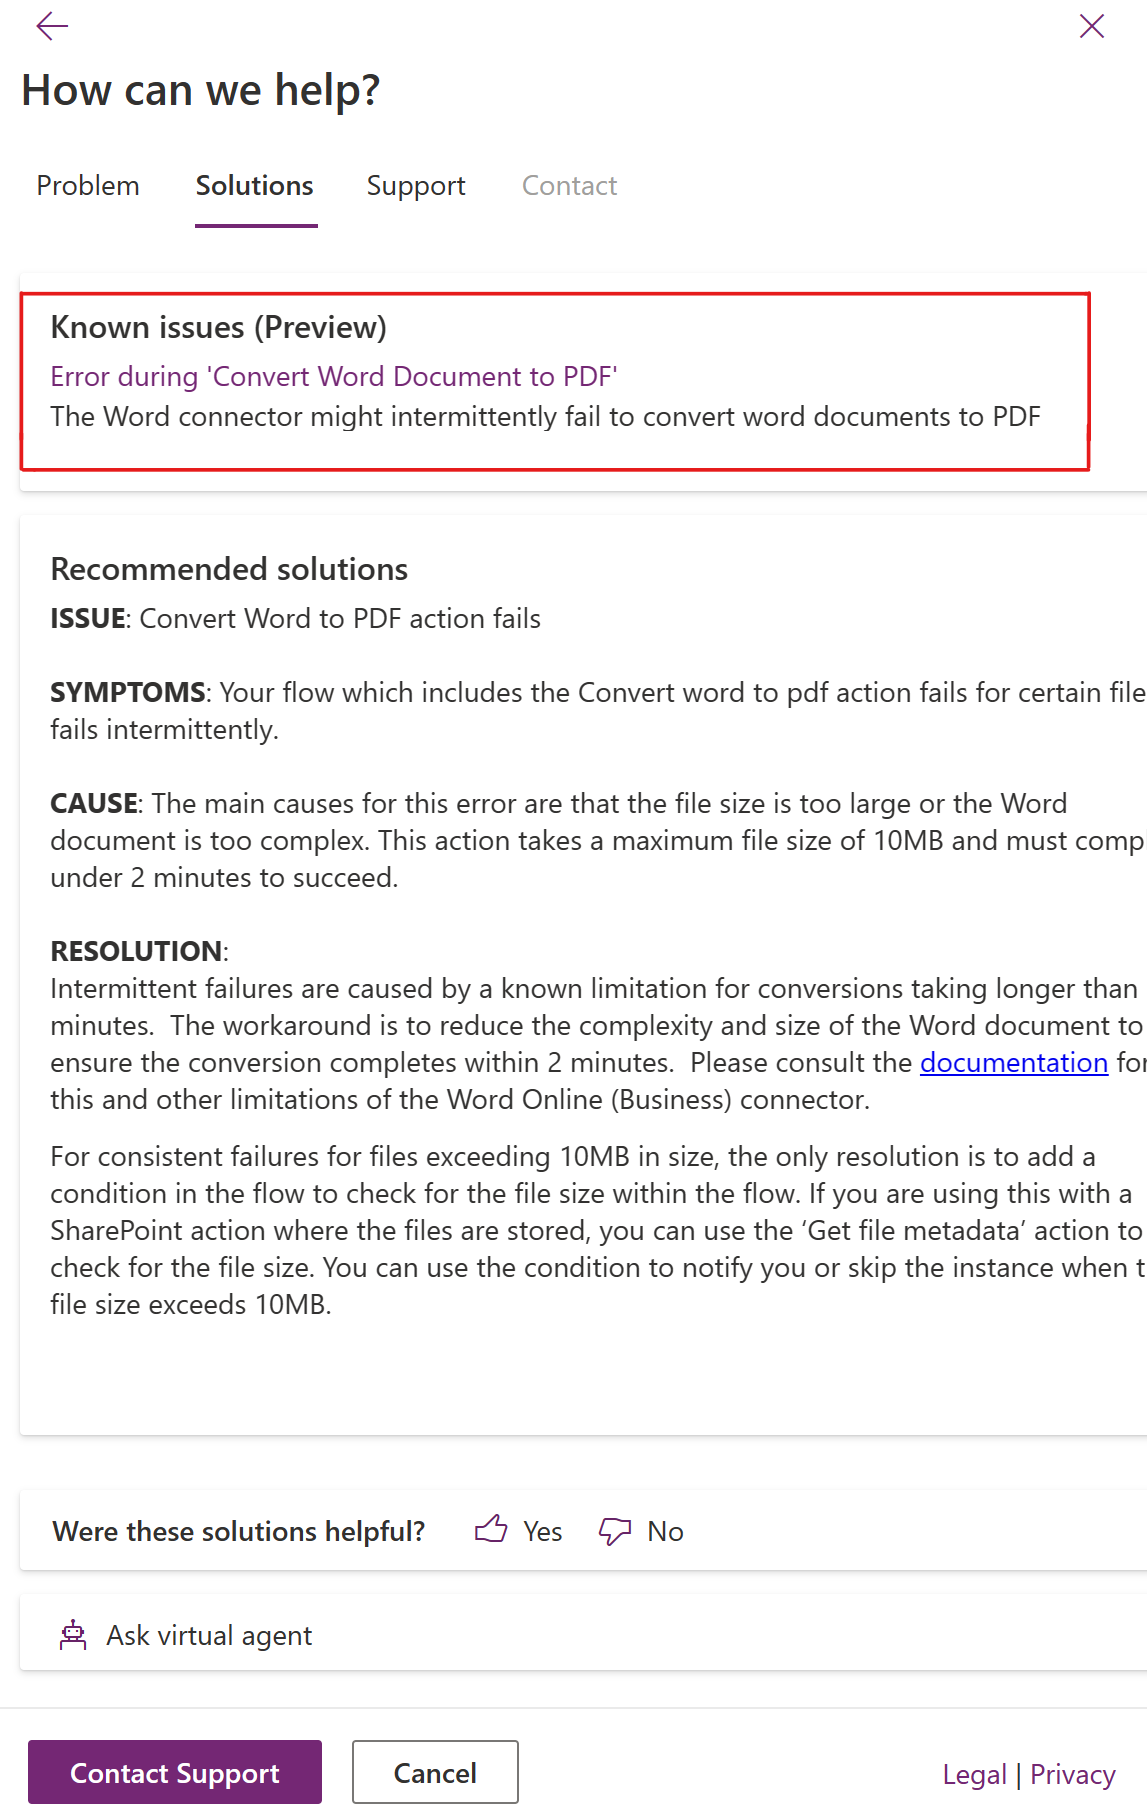 How can we help?
Problem Solutions Support Contact
Known issues (Preview)
Error during 'Convert Word Document to PDF'
The Word connector might intermittently fail to convert word documents to PDF
Recommended solutions
ISSUE: Convert Word to PDF action fails
SYMPTOMS: Your flow which includes the Convert word to pdf action fails for certain file
fails intermittently.
CAUSE: The main causes for this error are that the file size is too large or the Word
document is too complex. This action takes a maximum file size of 10MB and must comp
under 2 minutes to succeed.
RESOLUTION:
Intermittent failures are caused by a known limitation for conversions taking longer than
minutes. The workaround is to reduce the complexity and size of the Word document to
ensure the conversion completes within 2 minutes. Please consult the documentation for
this and other limitations of the Word Online (Business) connector.
For consistent failures for files exceeding 10MB in size, the only resolution is to add a
condition in the flow to check for the file size within the flow. If you are using this with a
SharePoint action where the files are stored, you can use the ‘Get file metadata’ action to
check for the file size. You can use the condition to notify you or skip the instance when t
file size exceeds 10MB.
Were these solutions helpful? Yes No
Ask virtual agent
Contact Support Cancel Legal | Privacy